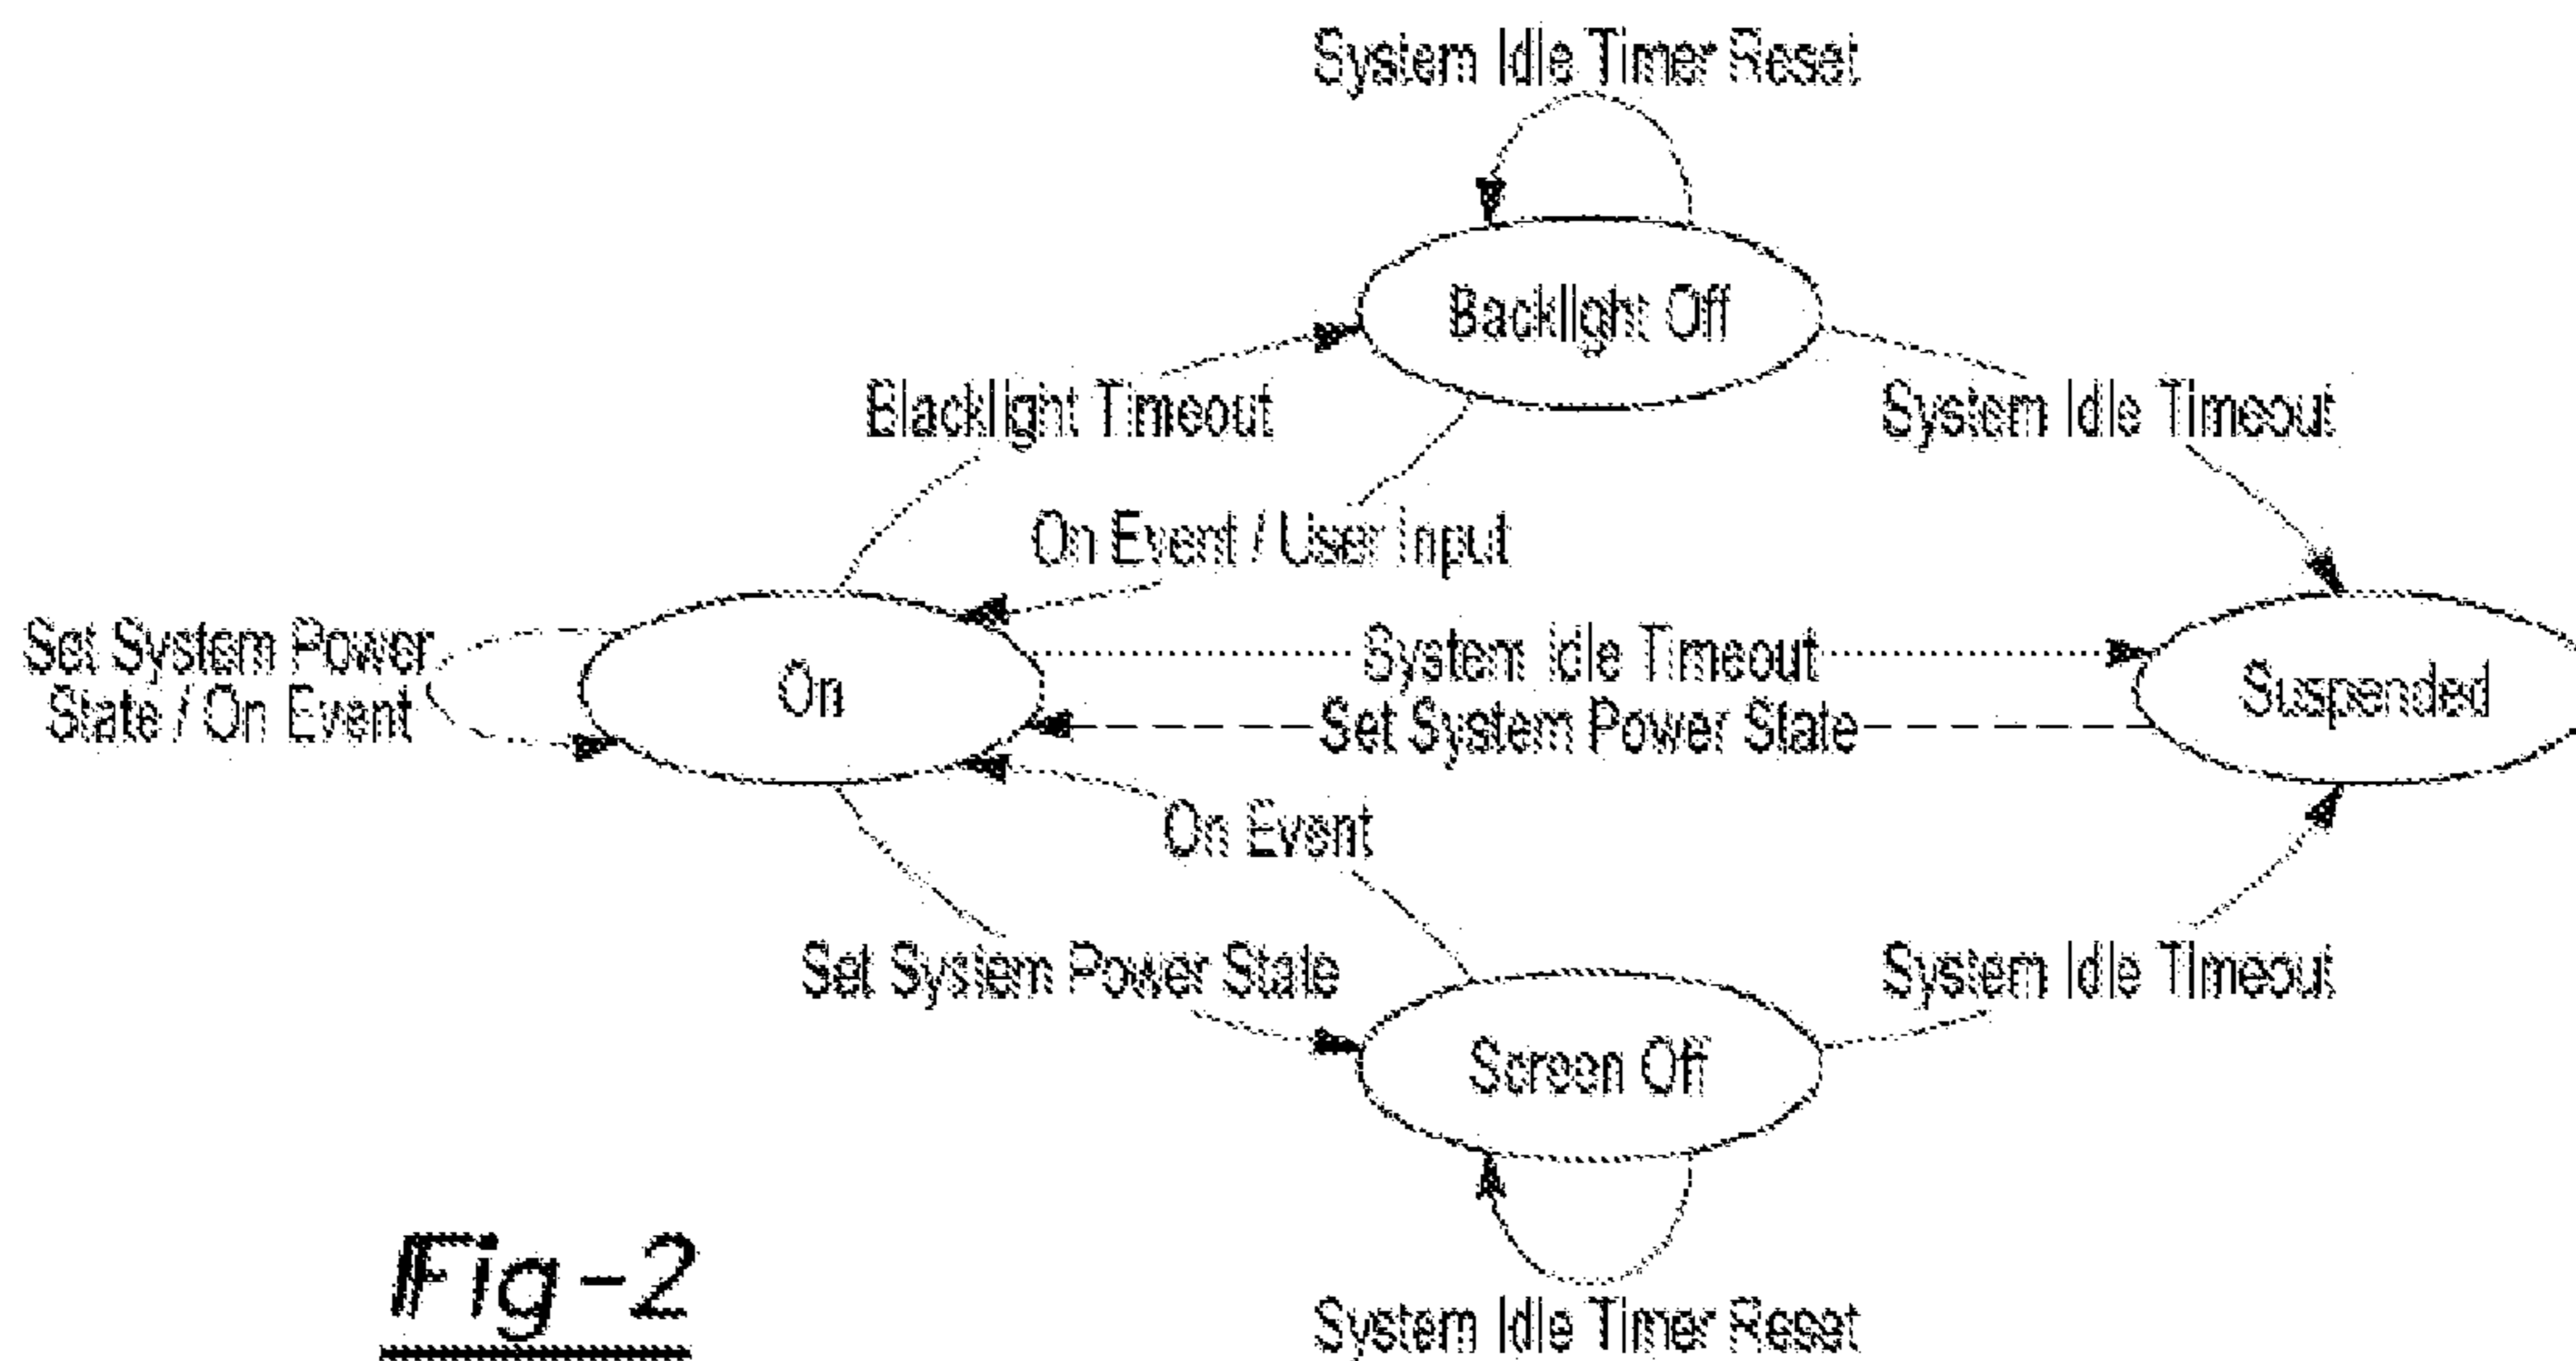 System Idle Timer Reset
Backlight Off
Blacklight Timeout
System Idle Timeout
On Event / User Input
Set System Power
State / On Event
On
System Idle Timeout
Set System Power State
Suspended
On Event
Set System Power State
System Idle Timeout
Screen Off
Fig-2
System Idle Timer Reset